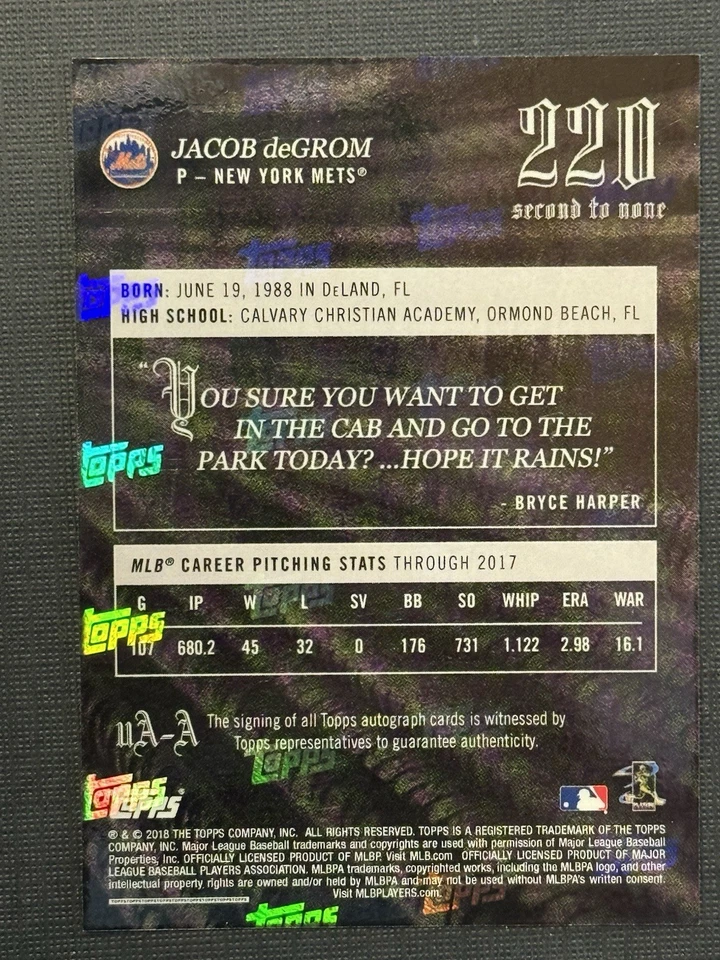 Mets
JACOB deGROM
P – NEW YORK METS®
220
second to none
BORN: JUNE 19, 1988 IN DeLAND, FL
HIGH SCHOOL: CALVARY CHRISTIAN ACADEMY, ORMOND BEACH, FL
“YOU SURE YOU WANT TO GET
IN THE CAB AND GO TO THE
PARK TODAY? ...HOPE IT RAINS!”
- BRYCE HARPER
MLB® CAREER PITCHING STATS THROUGH 2017
G IP W L SV BB SO WHIP ERA WAR
107 680.2 45 32 0 176 731 1.122 2.98 16.1
uA-A The signing of all Topps autograph cards is witnessed by
Topps representatives to guarantee authenticity.
Topps
Topps
Topps
Topps®
® & © 2018 THE TOPPS COMPANY, INC. ALL RIGHTS RESERVED. TOPPS IS A REGISTERED TRADEMARK OF THE TOPPS
COMPANY, INC. Major League Baseball trademarks and copyrights are used with permission of Major League Baseball
Properties, Inc. OFFICIALLY LICENSED PRODUCT OF MLBP. Visit MLB.com OFFICIALLY LICENSED PRODUCT OF MAJOR
LEAGUE BASEBALL PLAYERS ASSOCIATION. MLBPA trademarks, copyrighted works, including the MLBPA logo, and other
intellectual property rights are owned and/or held by MLBPA and may not be used without MLBPA's written consent.
Visit MLBPLAYERS.com.
Topps